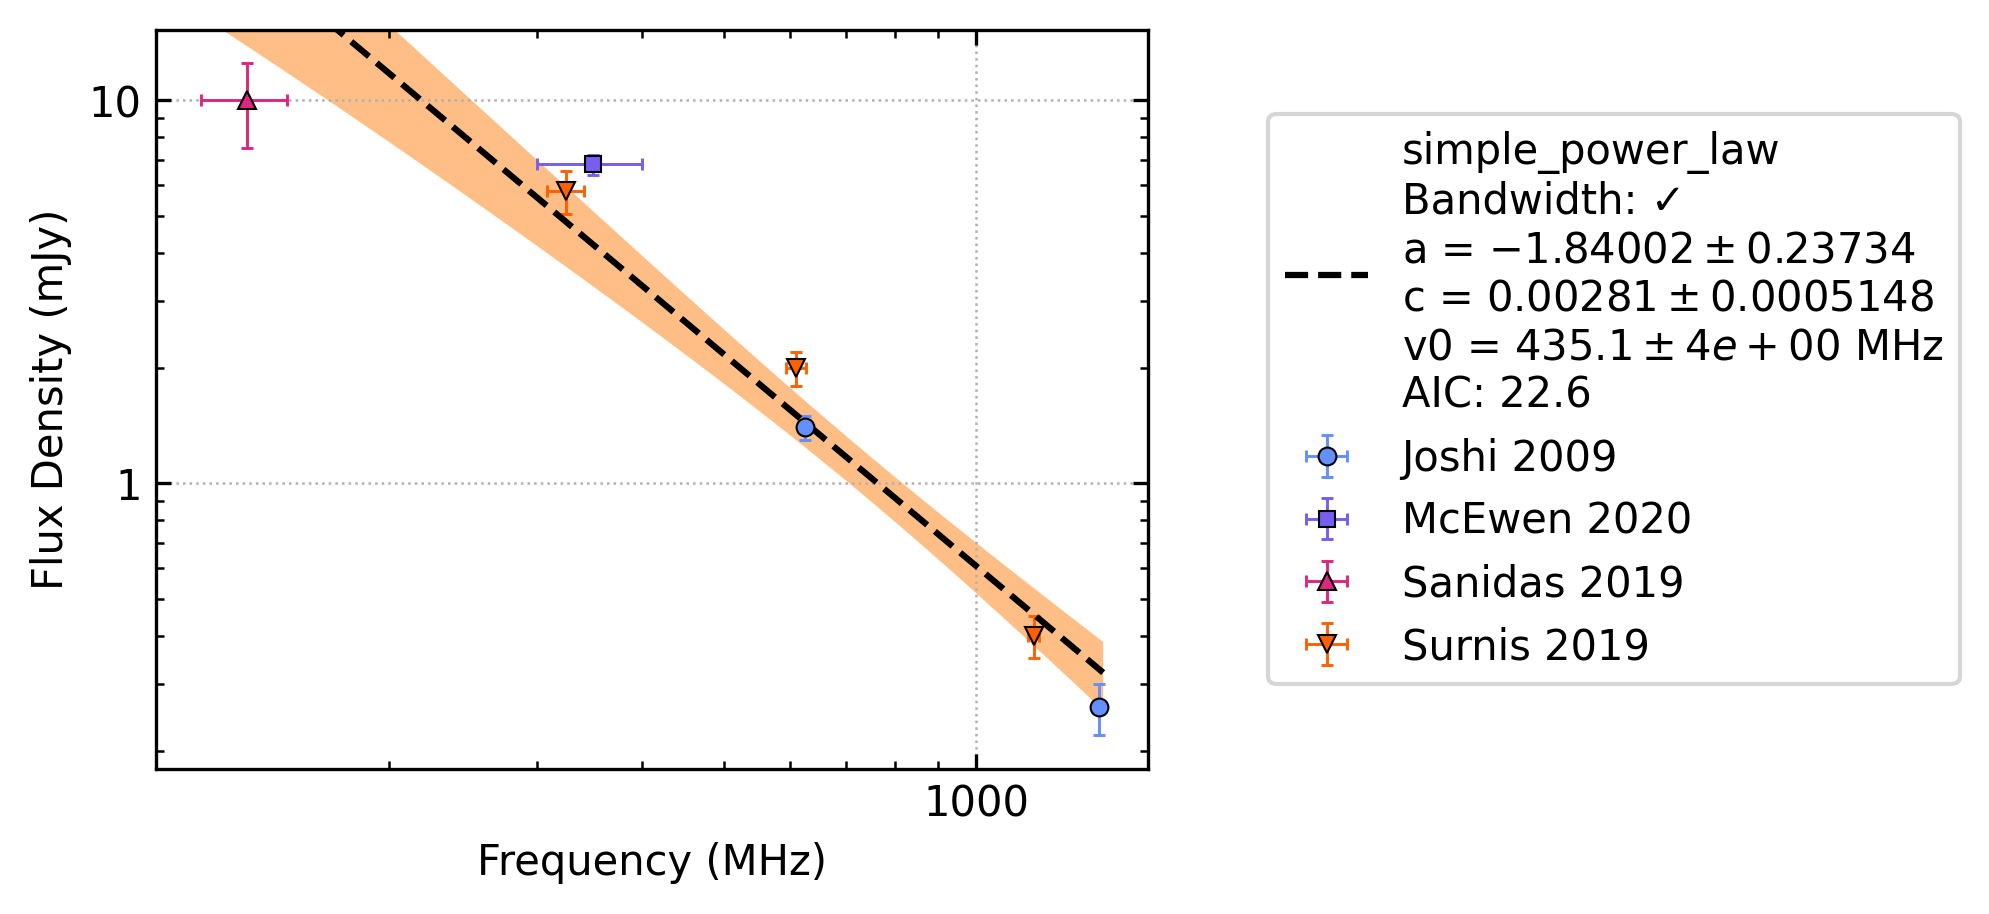 10
1
1000
Flux Density (mJy)
Frequency (MHz)
simple_power_law
Bandwidth: ✓
a = −1.84002 ± 0.23734
c = 0.00281 ± 0.0005148
v0 = 435.1 ± 4e + 00 MHz
AIC: 22.6
Joshi 2009
McEwen 2020
Sanidas 2019
Surnis 2019